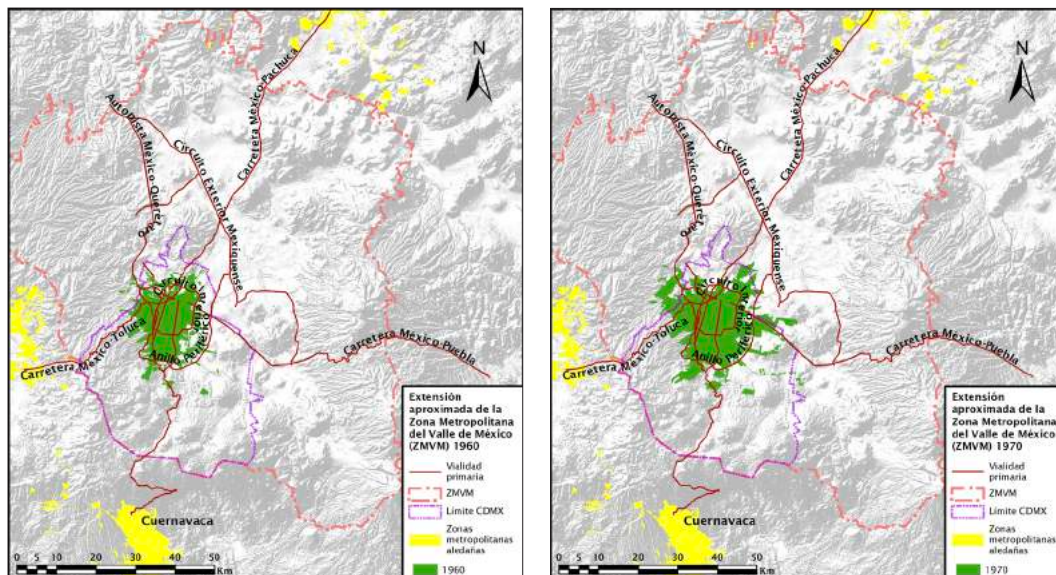 N
Carretera México-Pachuca
Autopista México Querétaro
Circuito Exterior Mexiquense
Circuito Interior
Anillo Periférico
Carretera México-Toluca
Carretera México-Puebla
Cuernavaca
0 5 10 20 30 40 50
Km
Extensión
aproximada de la
Zona Metropolitana
del Valle de México
(ZMVM) 1960
Vialidad
primaria
ZMVM
Límite CDMX
Zonas
metropolitanas
aledañas
1960
N
Carretera México-Pachuca
Autopista México Querétaro
Circuito Exterior Mexiquense
Circuito Interior
Anillo Periférico
Carretera México-Toluca
Carretera México-Puebla
Cuernavaca
0 5 10 20 30 40 50
Km
Extensión
aproximada de la
Zona Metropolitana
del Valle de México
(ZMVM) 1970
Vialidad
primaria
ZMVM
Límite CDMX
Zonas
metropolitanas
aledañas
1970